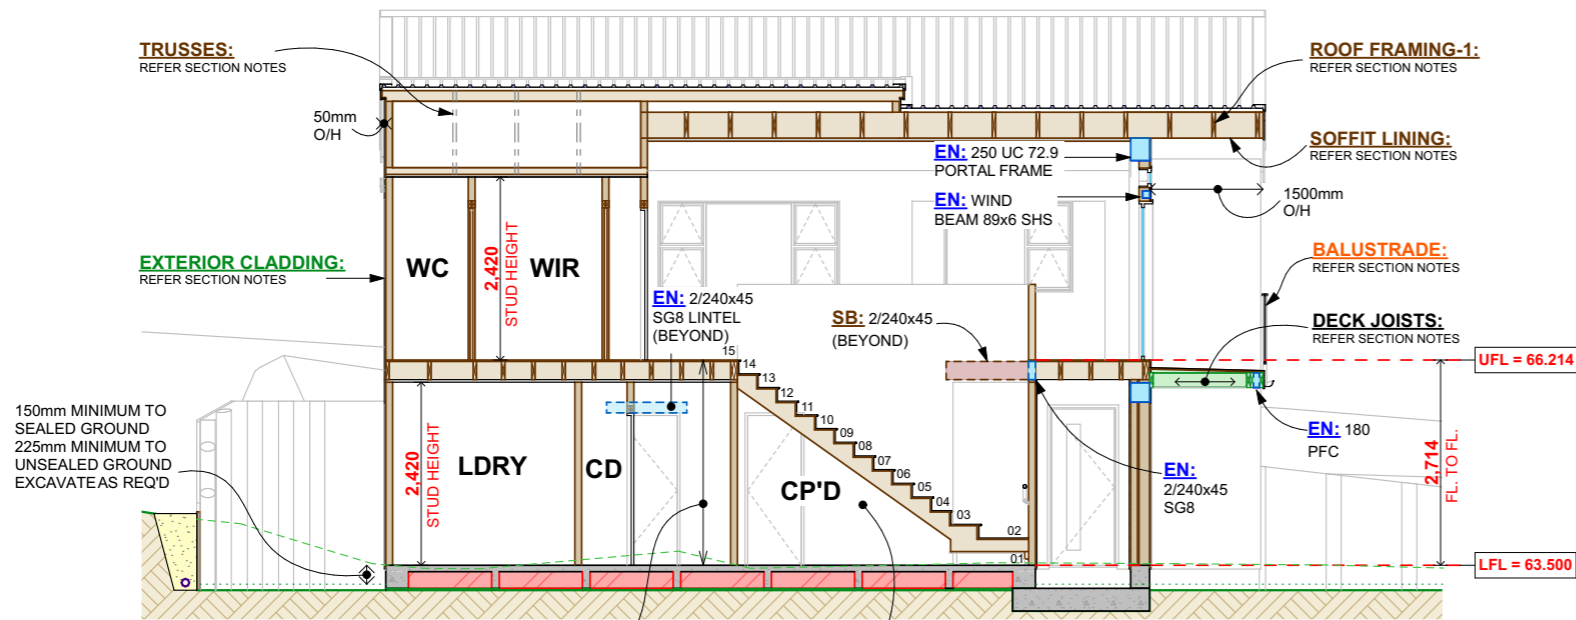 TRUSSES:
REFER SECTION NOTES
50mm
O/H
EXTERIOR CLADDING:
REFER SECTION NOTES
150mm MINIMUM TO
SEALED GROUND
225mm MINIMUM TO
UNSEALED GROUND
EXCAVATE AS REQ'D
WC
2,420
STUD HEIGHT
WIR
EN: 2/240x45
SG8 LINTEL
(BEYOND)
2,420
STUD HEIGHT
LDRY
CD
CP'D
15
14
13
12
11
10
09
08
07
06
05
04
03
02
01
SB: 2/240x45
(BEYOND)
EN: 250 UC 72.9
PORTAL FRAME
EN: WIND
BEAM 89x6 SHS
ROOF FRAMING-1:
REFER SECTION NOTES
SOFFIT LINING:
REFER SECTION NOTES
1500mm
O/H
BALUSTRADE:
REFER SECTION NOTES
DECK JOISTS:
REFER SECTION NOTES
EN: 180
PFC
EN:
2/240x45
SG8
UFL = 66.214
2,714
FL. TO FL.
LFL = 63.500